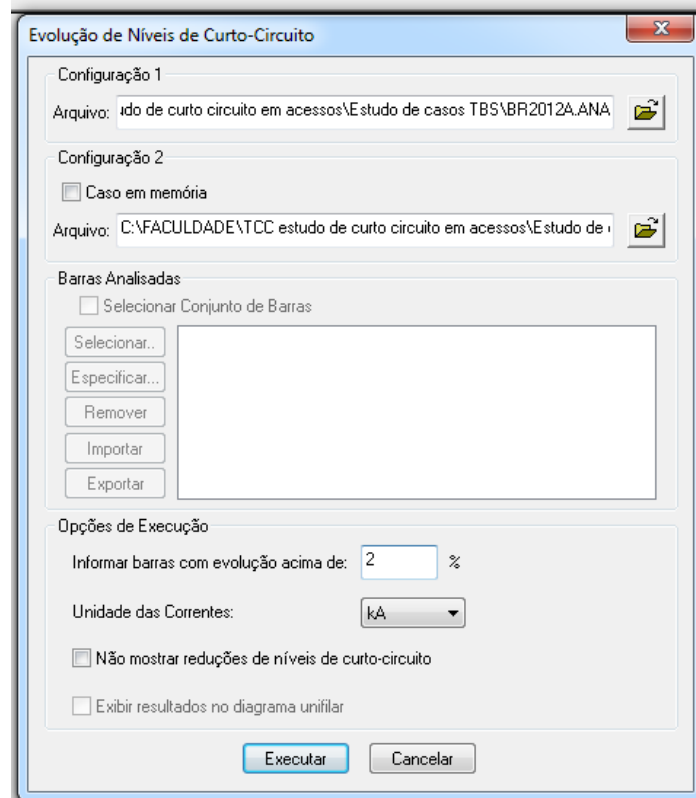 Evolução de Níveis de Curto-Circuito
Configuração 1
Arquivo: ıdo de curto circuito em acessos\Estudo de casos TBS\BR2012A.ANA
Configuração 2
Caso em memória
Arquivo: C:\FACULDADE\TCC estudo de curto circuito em acessos\Estudo de
Barras Analisadas
Selecionar Conjunto de Barras
Selecionar..
Especificar...
Remover
Importar
Exportar
Opções de Execução
Informar barras com evolução acima de: 2 %
Unidade das Correntes: kA
Não mostrar reduções de níveis de curto-circuito
Exibir resultados no diagrama unifilar
Executar Cancelar